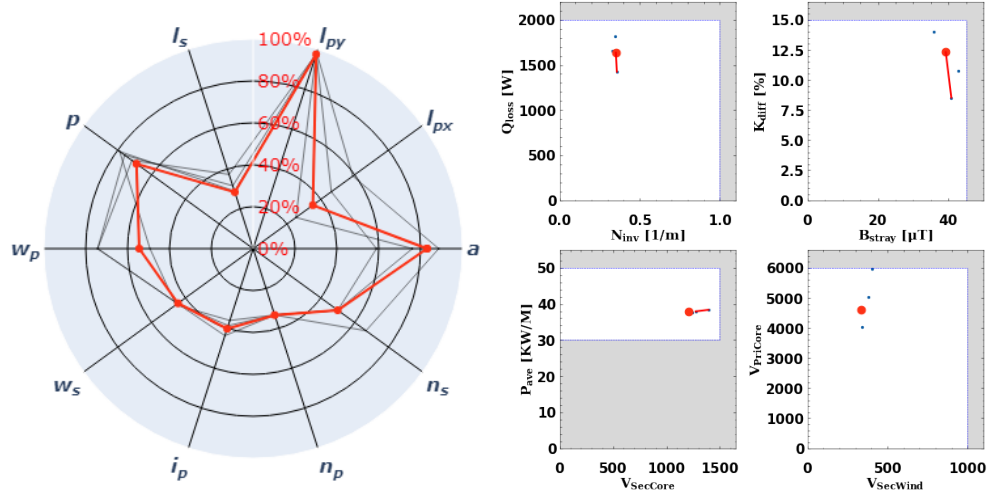 100%
80%
60%
40%
20%
0%
l_s
l_py
l_px
p
a
w_p
w_s
i_p
n_p
n_s
2000
1500
1000
500
0
Q_loss [W]
0.0 0.5 1.0
N_inv [1/m]
15.0
12.5
10.0
7.5
5.0
2.5
0.0
K_diff [%]
0 20 40
B_stray [μT]
50
40
30
20
10
0
P_ave [KW/M]
0 500 1000 1500
V_SecCore
6000
5000
4000
3000
2000
1000
0
V_PriCore
0 500 1000
V_SecWind